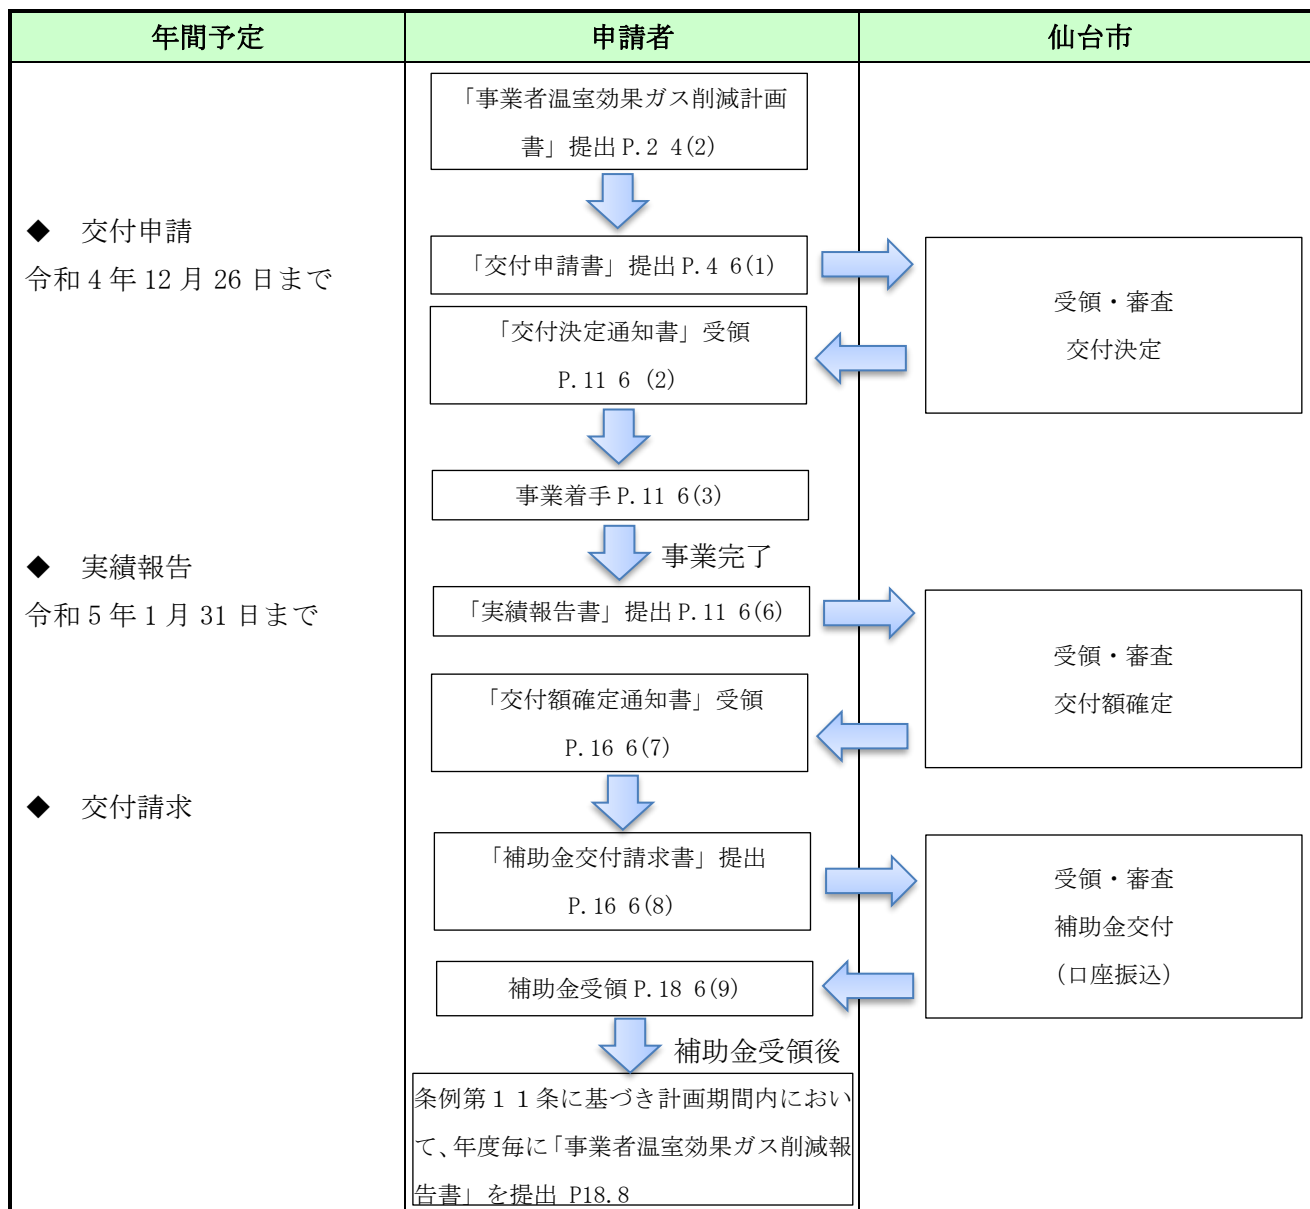 年間予定
申請者
仙台市
「事業者温室効果ガス削減計画
書」提出 P.2 4(2)
◆ 交付申請
令和 4 年 12 月 26 日まで
「交付申請書」提出 P.4 6(1)
受領・審査
交付決定
「交付決定通知書」受領
P.11 6 (2)
事業着手 P.11 6(3)
事業完了
◆ 実績報告
令和 5 年 1 月 31 日まで
「実績報告書」提出 P.11 6(6)
受領・審査
交付額確定
「交付額確定通知書」受領
P.16 6(7)
◆ 交付請求
「補助金交付請求書」提出
P.16 6(8)
受領・審査
補助金交付
(口座振込)
補助金受領 P.18 6(9)
補助金受領後
条例第11条に基づき計画期間内におい
て、年度毎に「事業者温室効果ガス削減報
告書」を提出 P18.8